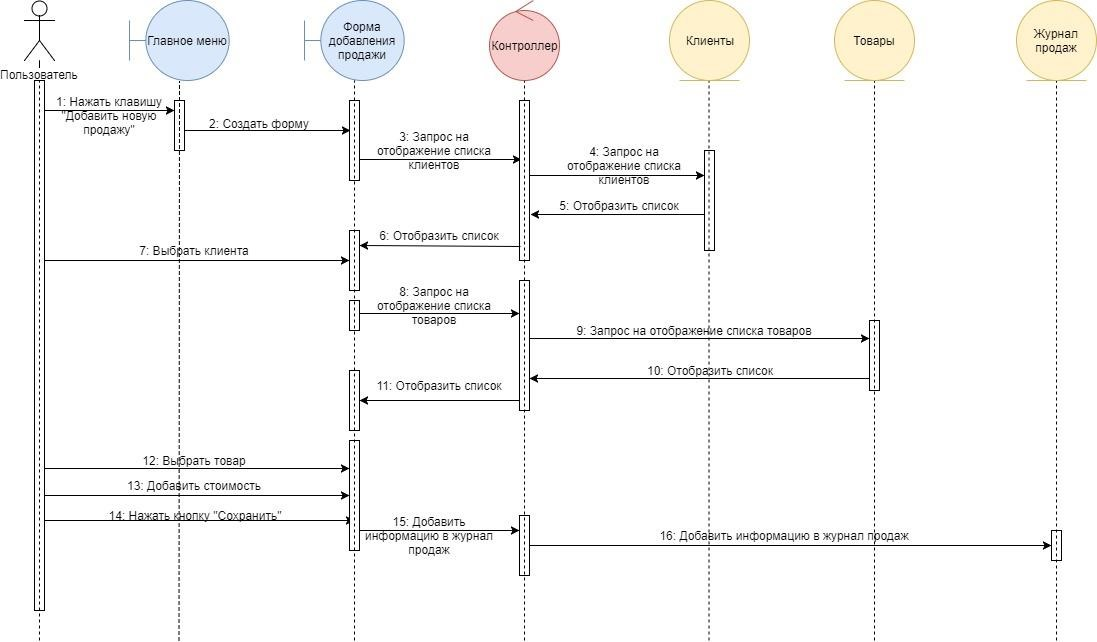 Пользователь
Главное меню
Форма
добавления
продажи
Контроллер
Клиенты
Товары
Журнал
продаж
1: Нажать клавишу
"Добавить новую
продажу"
2: Создать форму
3: Запрос на
отображение списка
клиентов
4: Запрос на
отображение списка
клиентов
5: Отобразить список
6: Отобразить список
7: Выбрать клиента
8: Запрос на
отображение списка
товаров
9: Запрос на отображение списка товаров
10: Отобразить список
11: Отобразить список
12: Выбрать товар
13: Добавить стоимость
14: Нажать кнопку "Сохранить"
15: Добавить
информацию в журнал
продаж
16: Добавить информацию в журнал продаж